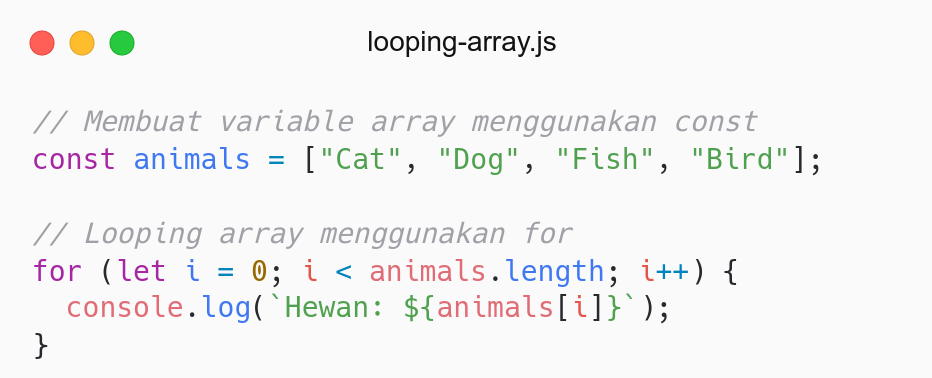 looping-array.js
// Membuat variable array menggunakan const
const animals = ["Cat", "Dog", "Fish", "Bird"];
// Looping array menggunakan for
for (let i = 0; i < animals.length; i++) {
  console.log(`Hewan: ${animals[i]}`);
}